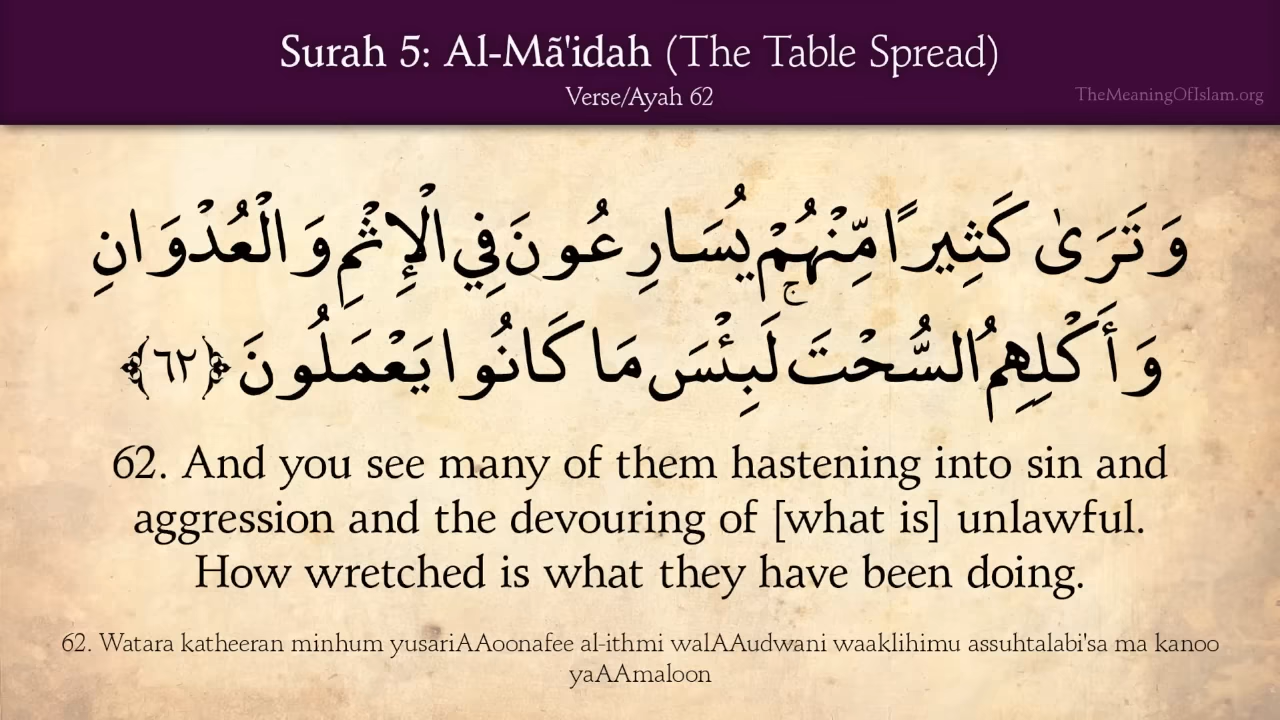 Surah 5: Al-Mã'idah (The Table Spread)
Verse/Ayah 62
TheMeaningOfIslam.org
وَتَرَىٰ كَثِيرًا مِّنْهُمْ يُسَارِعُونَ فِي الْإِثْمِ وَالْعُدْوَانِ
وَأَكْلِهِمُ السُّحْتَ ۚ لَبِئْسَ مَا كَانُوا يَعْمَلُونَ ﴿٦٢﴾
62. And you see many of them hastening into sin and
aggression and the devouring of [what is] unlawful.
How wretched is what they have been doing.
62. Watara katheeran minhum yusariAAoonafee al-ithmi walAAudwani waaklihimu assuhtalabi'sa ma kanoo
yaAAmaloon